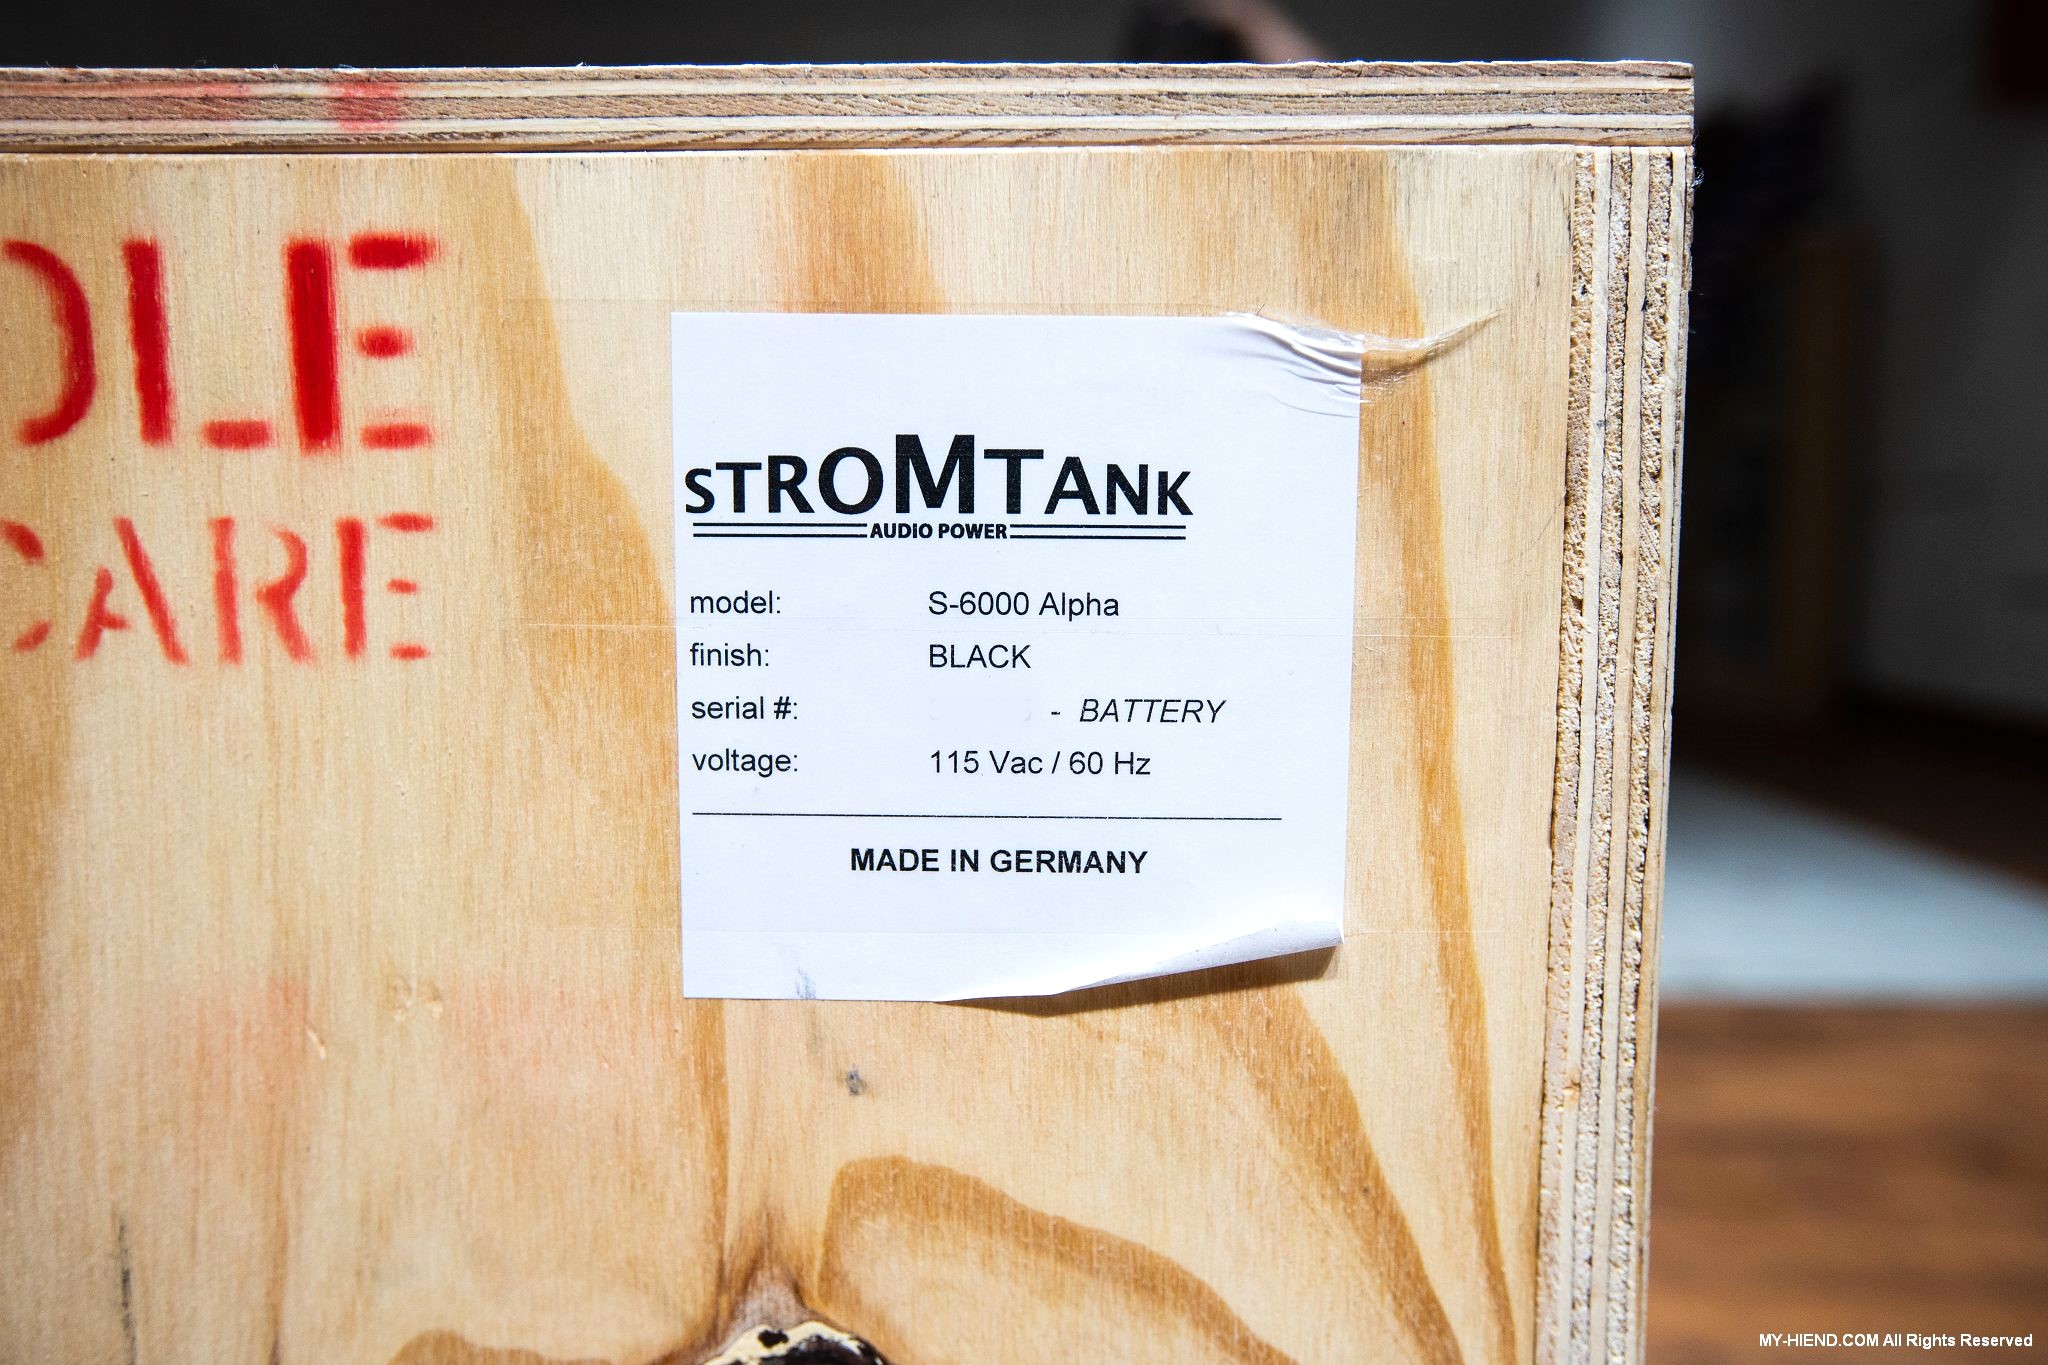 DLE
CARE
STROMTANK
AUDIO POWER
model: S-6000 Alpha
finish: BLACK
serial #: - BATTERY
voltage: 115 Vac / 60 Hz
MADE IN GERMANY
MY-HIEND.COM All Rights Reserved